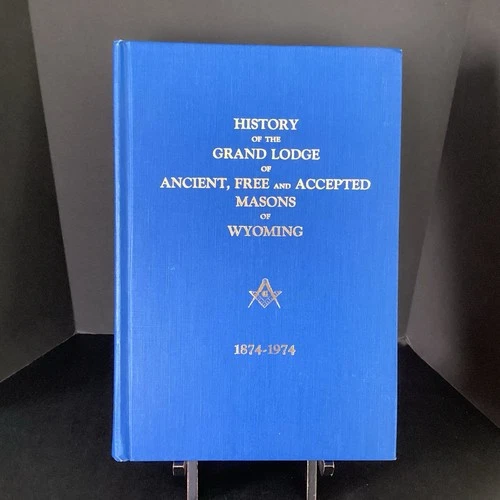 HISTORY
OF THE
GRAND LODGE
OF
ANCIENT, FREE AND ACCEPTED
MASONS
OF
WYOMING
G
1874-1974